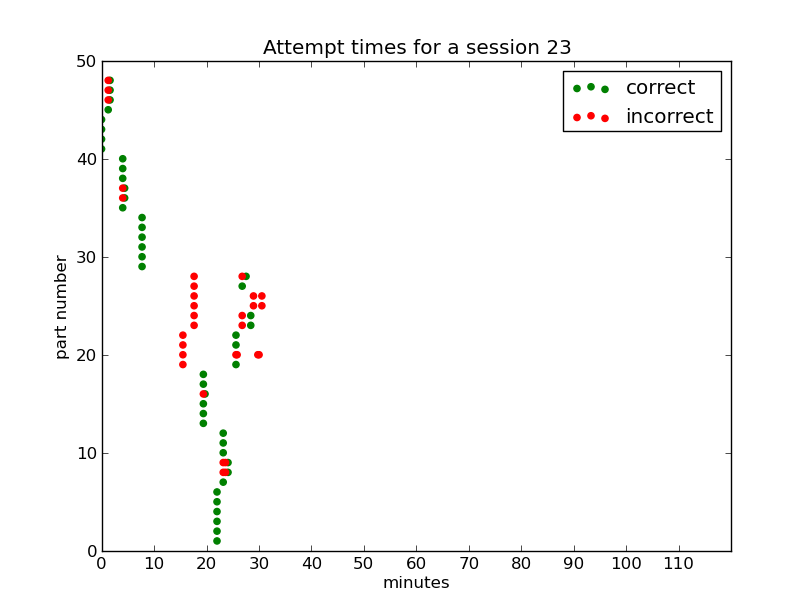 Attempt times for a session 23
correct
incorrect
part number
50
40
30
20
10
0
0 10 20 30 40 50 60 70 80 90 100 110
minutes